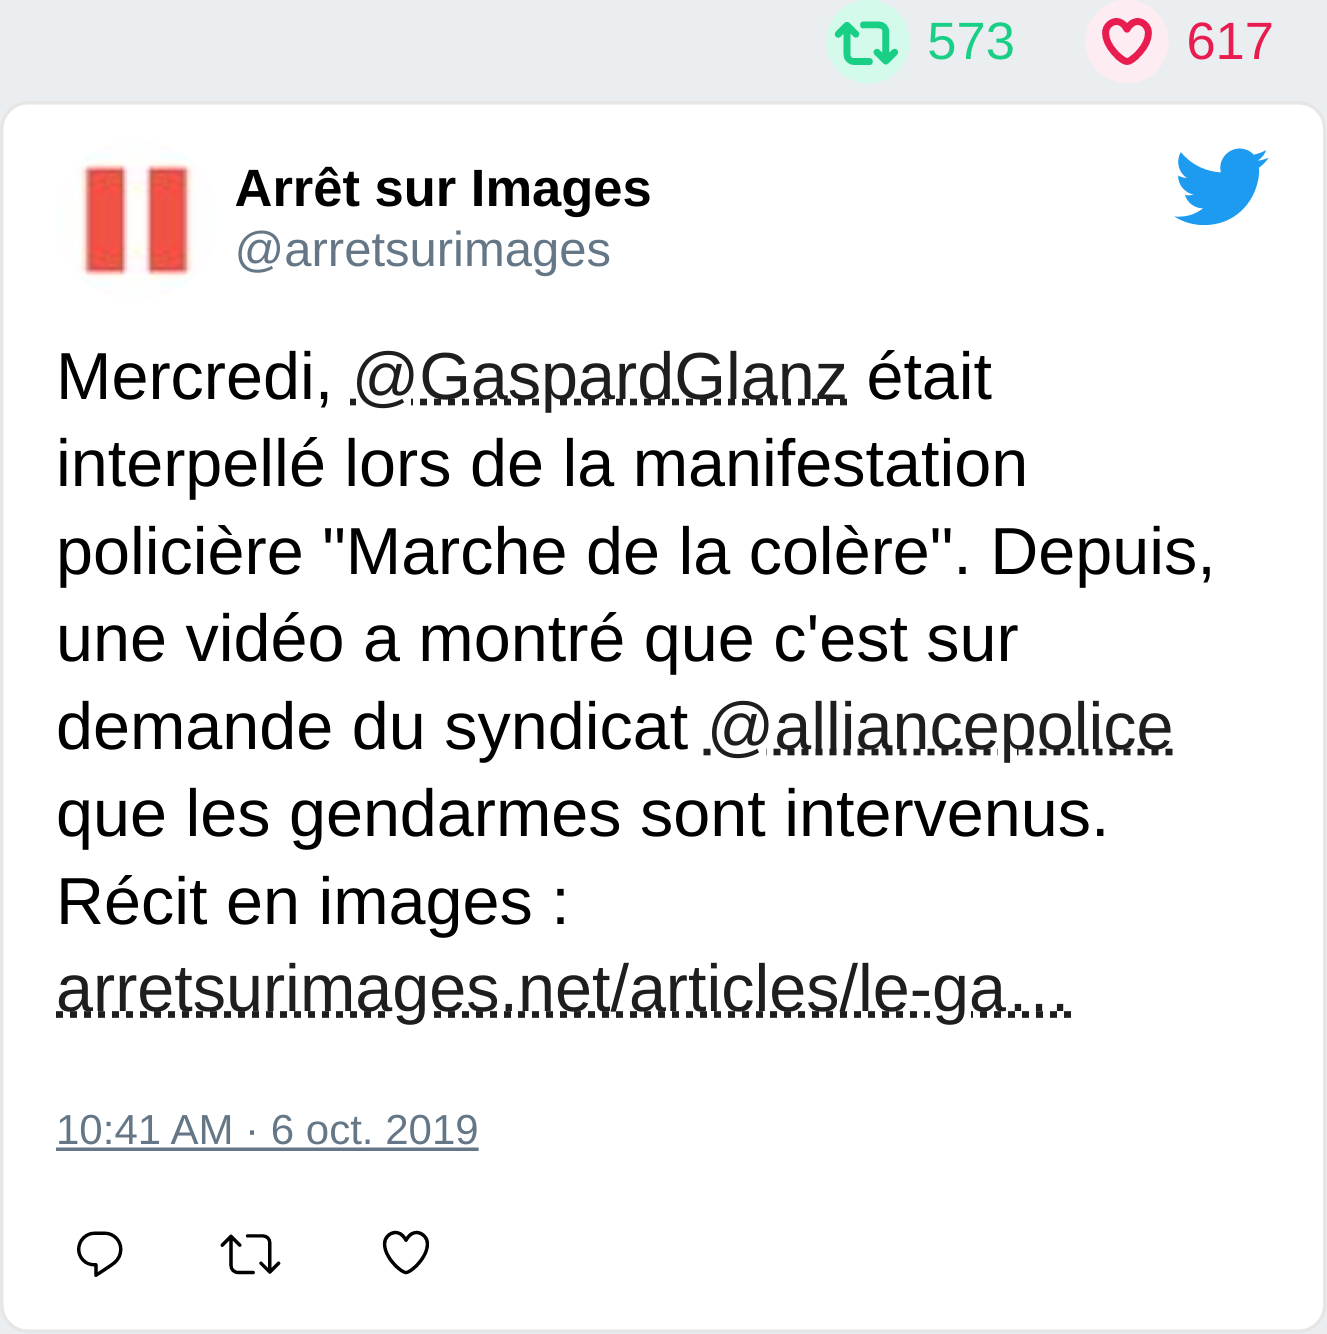 573 617
Arrêt sur Images
@arretsurimages
Mercredi, @GaspardGlanz était
interpellé lors de la manifestation
policière "Marche de la colère". Depuis,
une vidéo a montré que c'est sur
demande du syndicat @alliancepolice
que les gendarmes sont intervenus.
Récit en images :
arretsurimages.net/articles/le-ga…
10:41 AM · 6 oct. 2019